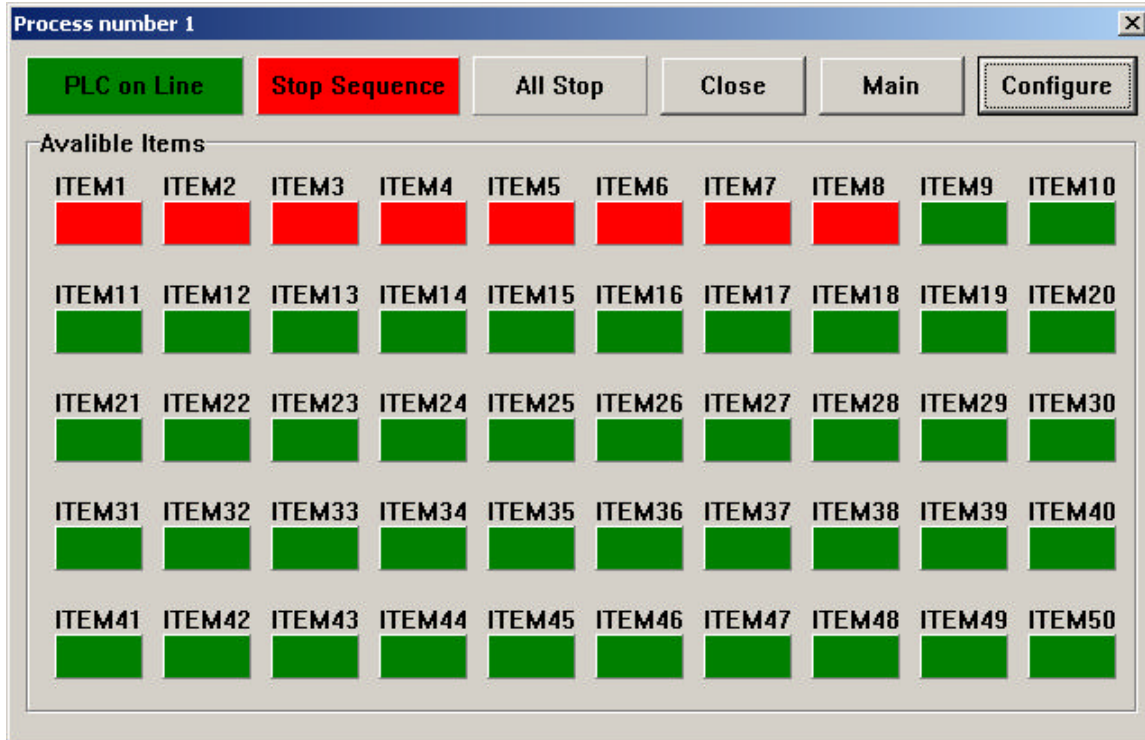 Process number 1
PLC on Line Stop Sequence All Stop Close Main Configure
Avalible Items
ITEM1 ITEM2 ITEM3 ITEM4 ITEM5 ITEM6 ITEM7 ITEM8 ITEM9 ITEM10
ITEM11 ITEM12 ITEM13 ITEM14 ITEM15 ITEM16 ITEM17 ITEM18 ITEM19 ITEM20
ITEM21 ITEM22 ITEM23 ITEM24 ITEM25 ITEM26 ITEM27 ITEM28 ITEM29 ITEM30
ITEM31 ITEM32 ITEM33 ITEM34 ITEM35 ITEM36 ITEM37 ITEM38 ITEM39 ITEM40
ITEM41 ITEM42 ITEM43 ITEM44 ITEM45 ITEM46 ITEM47 ITEM48 ITEM49 ITEM50